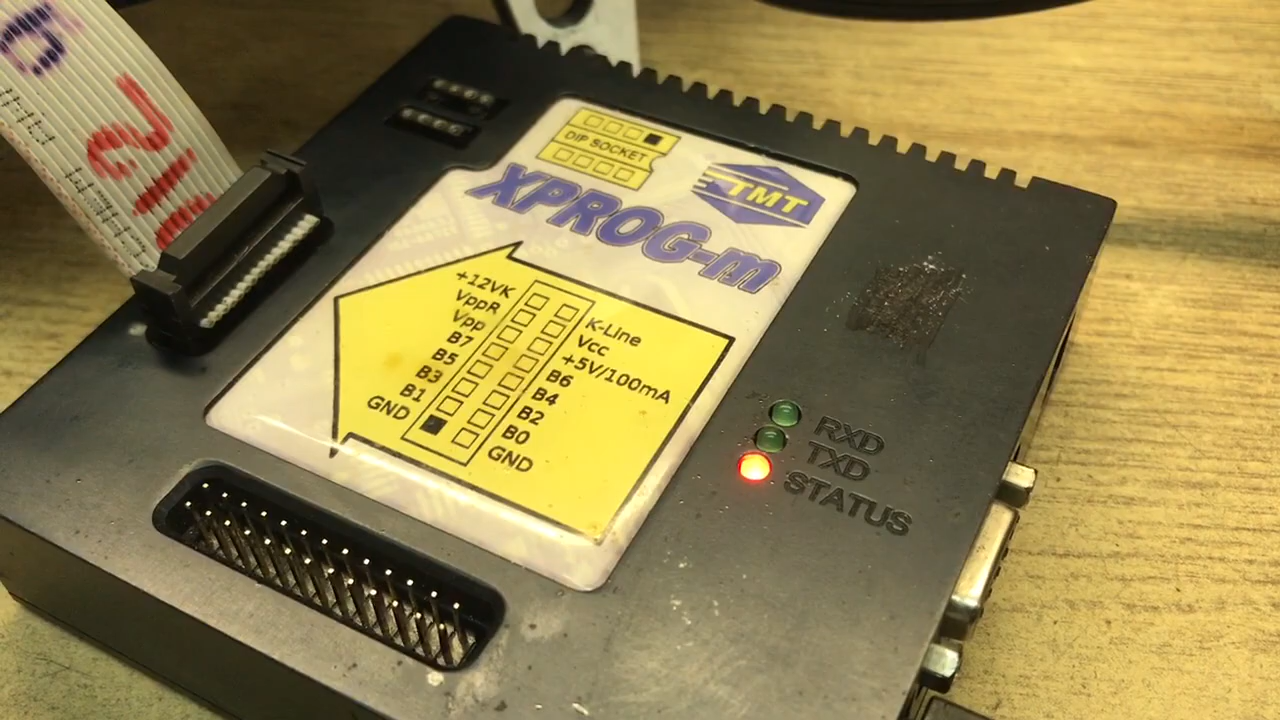 DIP SOCKET
TMT
XPROG-m
+12VK
VppR
Vpp
B7
B5
B3
B1
GND
K-Line
Vcc
+5V/100mA
B6
B4
B2
B0
GND
RXD
TXD
STATUS